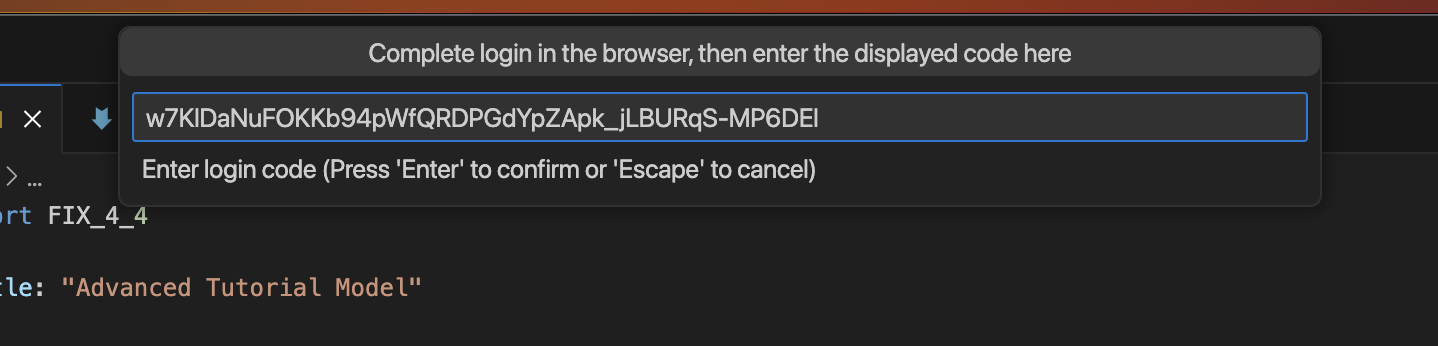 Complete login in the browser, then enter the displayed code here
w7KlDaNuFOKKb94pWfQRDPGdYpZApk_jLBURqS-MP6DEl
Enter login code (Press 'Enter' to confirm or 'Escape' to cancel)
...
ort FIX_4_4
tle: "Advanced Tutorial Model"